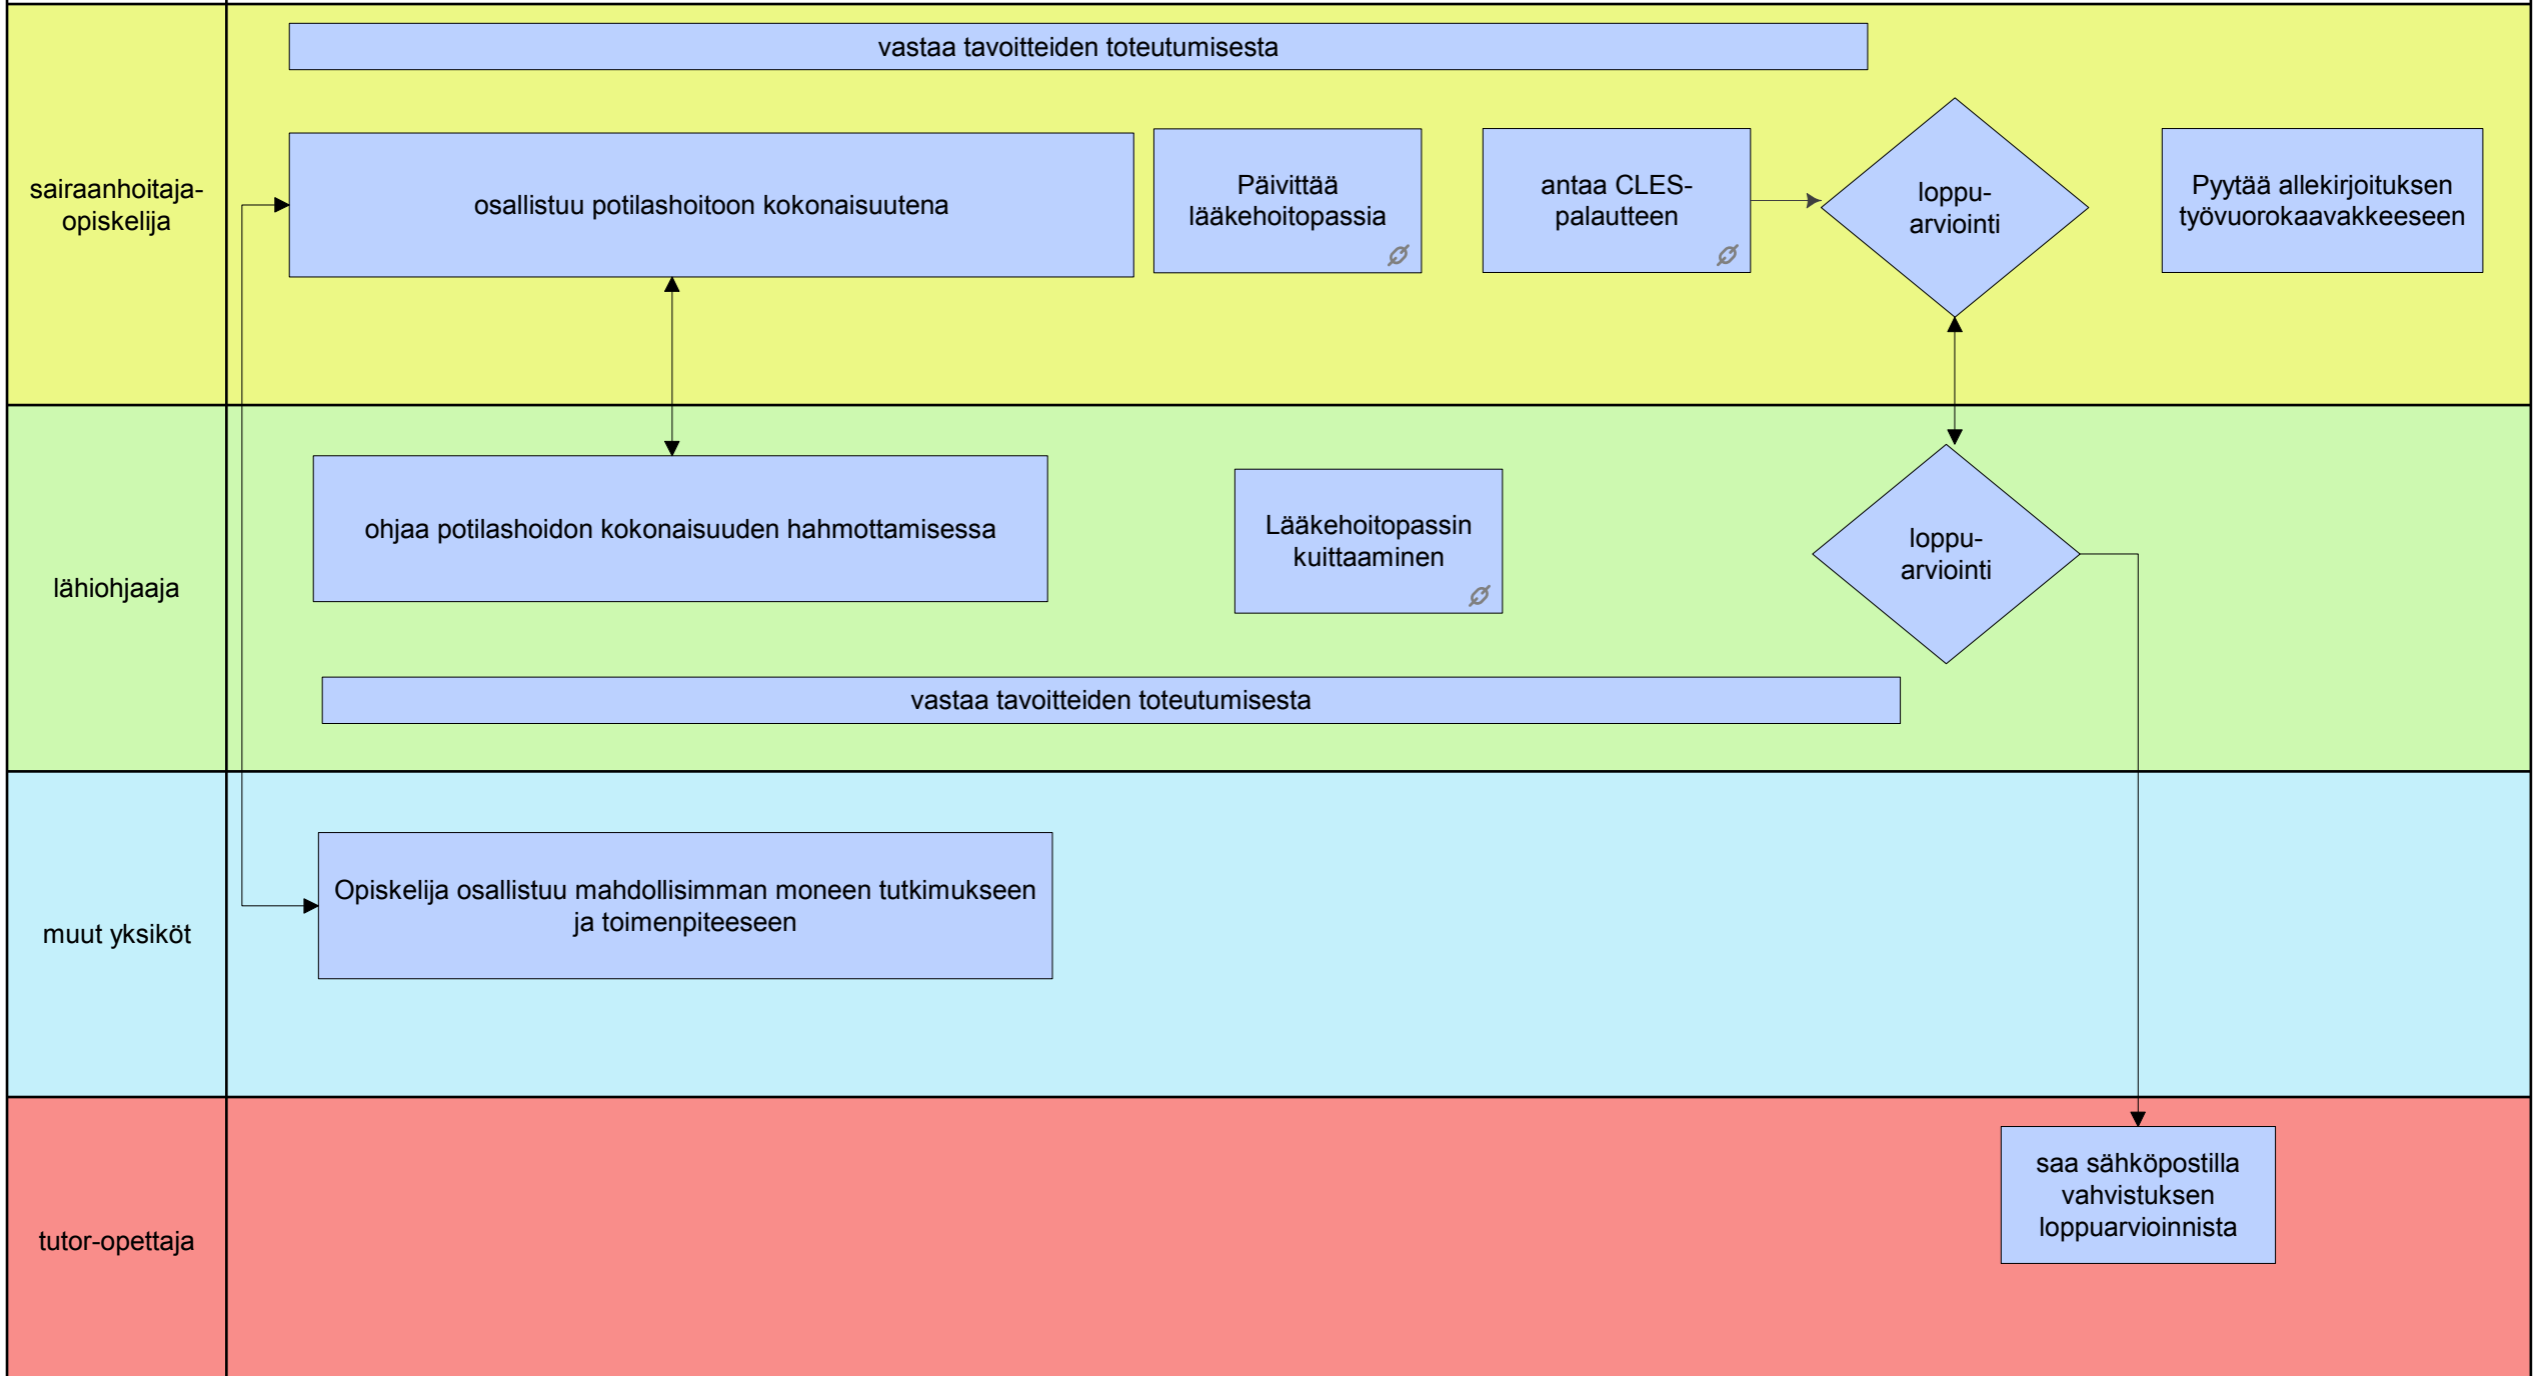 vastaa tavoitteiden toteutumisesta
sairaanhoitaja-
opiskelija
osallistuu potilashoitoon kokonaisuutena
Päivittää
lääkehoitopassia
antaa CLES-
palautteen
loppu-
arviointi
Pyytää allekirjoituksen
työvuorokaavakkeeseen
lähiohjaaja
ohjaa potilashoidon kokonaisuuden hahmottamisessa
Lääkehoitopassin
kuittaaminen
loppu-
arviointi
vastaa tavoitteiden toteutumisesta
muut yksiköt
Opiskelija osallistuu mahdollisimman moneen tutkimukseen
ja toimenpiteeseen
tutor-opettaja
saa sähköpostilla
vahvistuksen
loppuarvioinnista